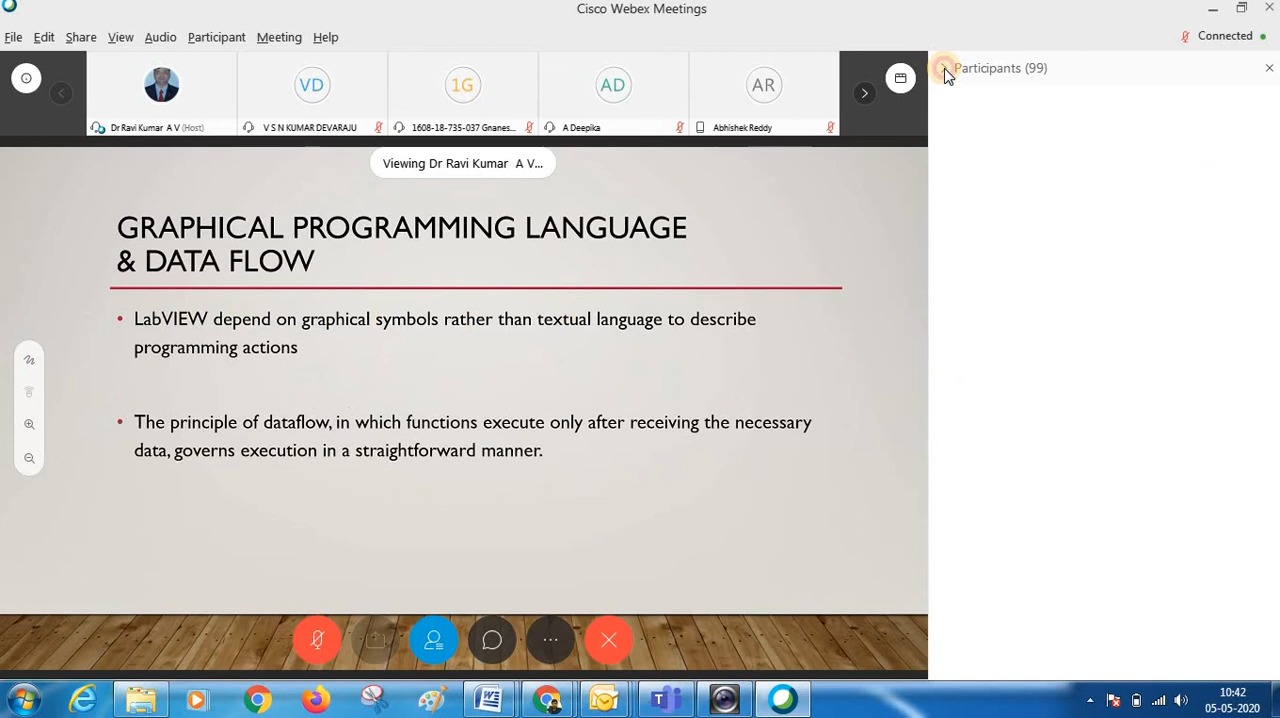 Cisco Webex Meetings
File Edit Share View Audio Participant Meeting Help
Connected
Participants (99)
VD
1G
AD
AR
Dr Ravi Kumar A V (Host)
V S N KUMAR DEVARAJU
1608-18-735-037 Gnanes...
A Deepika
Abhishek Reddy
Viewing Dr Ravi Kumar A V...
GRAPHICAL PROGRAMMING LANGUAGE
& DATA FLOW
• LabVIEW depend on graphical symbols rather than textual language to describe
programming actions
• The principle of dataflow, in which functions execute only after receiving the necessary
data, governs execution in a straightforward manner.
10:42
05-05-2020